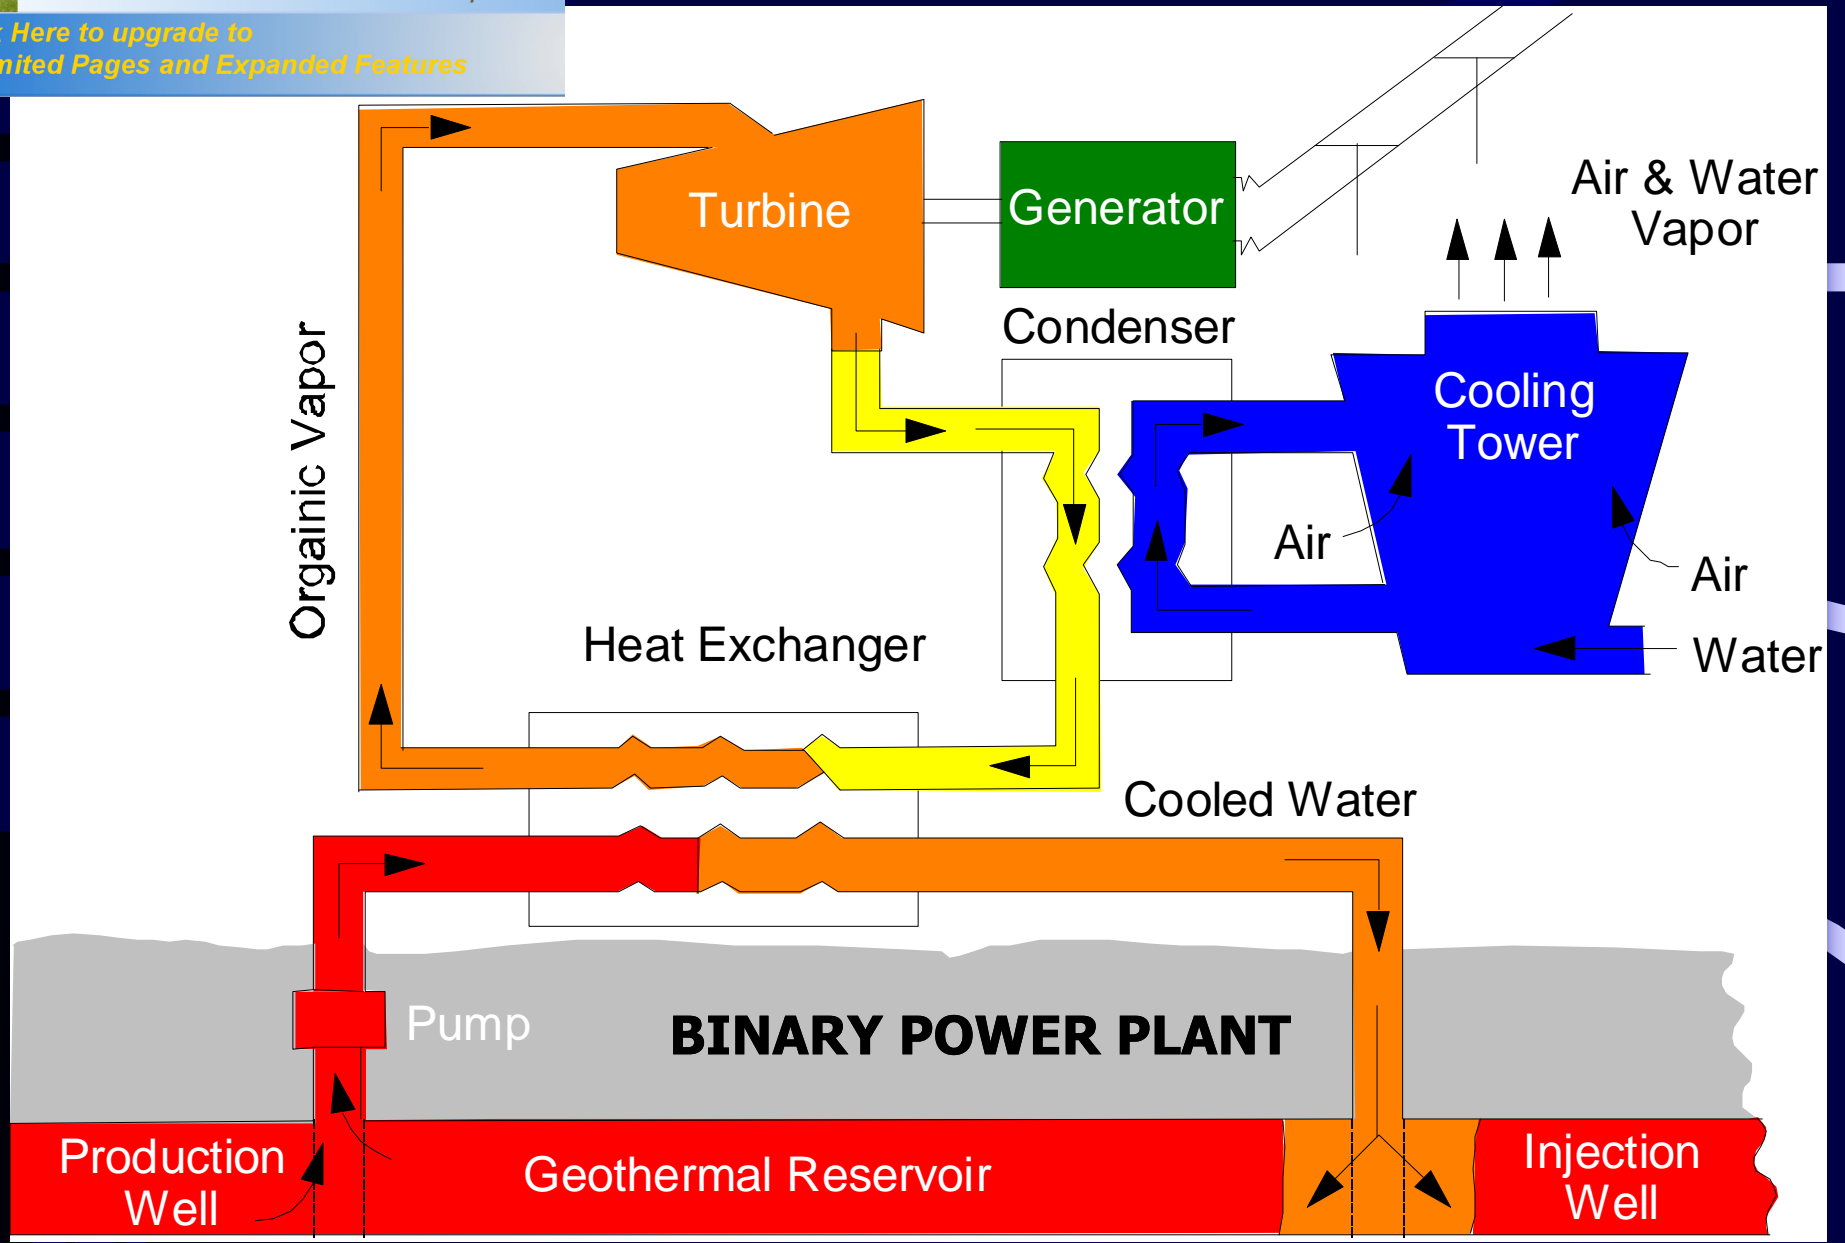 Here to upgrade to
Pages and Expanded Features
Turbine
Generator
Air & Water
Vapor
Condenser
Cooling
Tower
Orgainic Vapor
Air
Air
Heat Exchanger
Water
Cooled Water
Pump
BINARY POWER PLANT
Production
Well
Geothermal Reservoir
Injection
Well